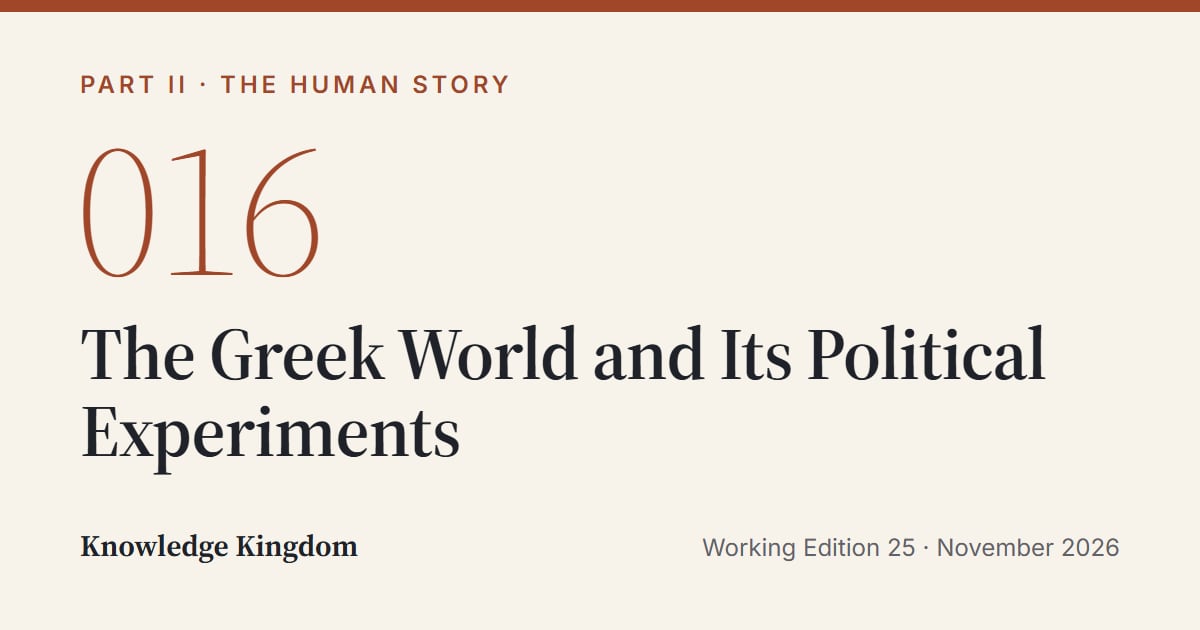 PART II · THE HUMAN STORY
016
The Greek World and Its Political
Experiments
Knowledge Kingdom
Working Edition 25 · November 2026